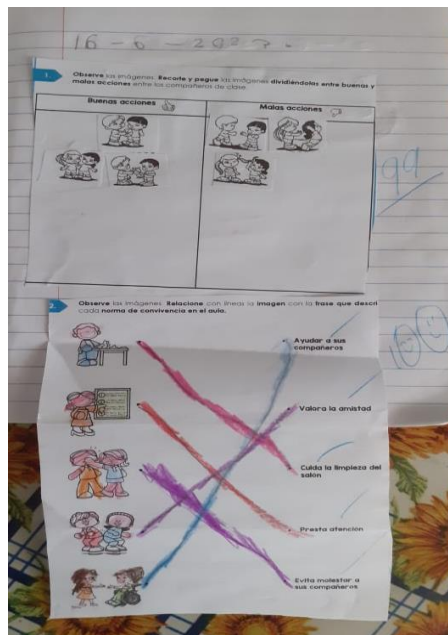 16-6-2023.
1. Observe las imágenes. Recorte y pegue las imágenes dividiéndolas entre buenas y
malas acciones entre los compañeros de clase.
Buenas acciones
Malas acciones
2. Observe las imágenes. Relacione con líneas la imagen con la frase que descri
cada norma de convivencia en el aula.
Ayudar a sus
compañeros
Valora la amistad
Cuida la limpieza del
salón
Presta atención
Evita molestar a
sus compañeros
100